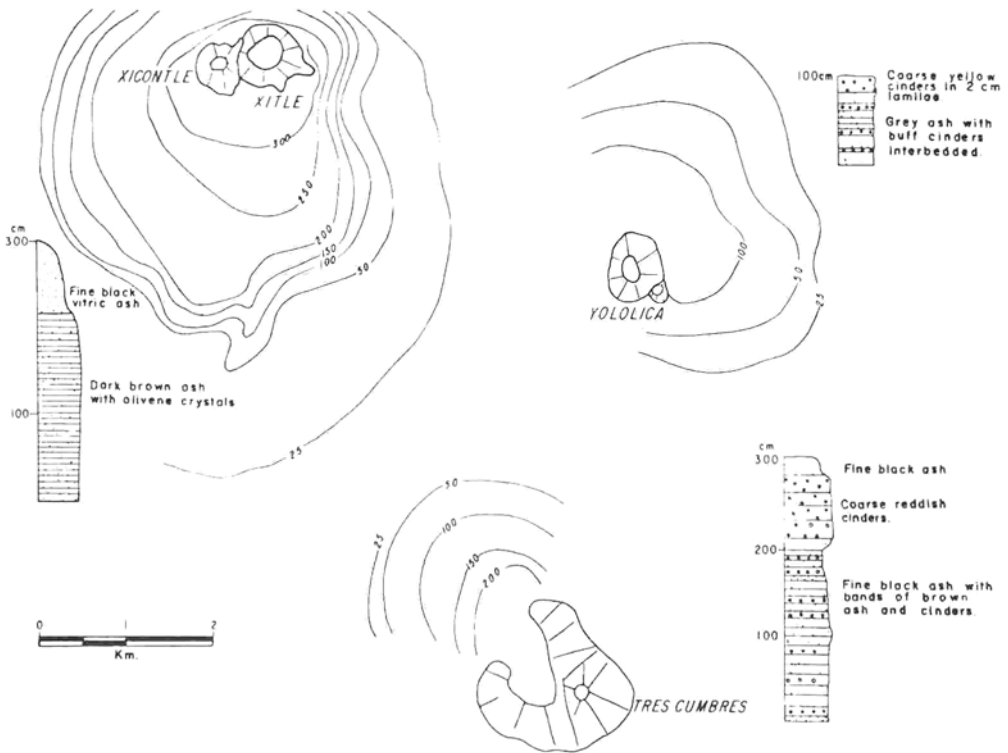 XICONTLE
XITLE
300
250
200
150
100
50
25
cm
300
Fine black
vitric ash
Dark brown ash
with olivene crystals
100
YOLOLICA
100
50
25
100cm
Coarse yellow
cinders in 2 cm
lamilae.
Grey ash with
buff cinders
interbedded.
50
100
25
150
200
TRES CUMBRES
cm
300
Fine black ash
Coarse reddish
cinders.
200
Fine black ash with
bands of brown
ash and cinders.
100
0 1 2
Km.